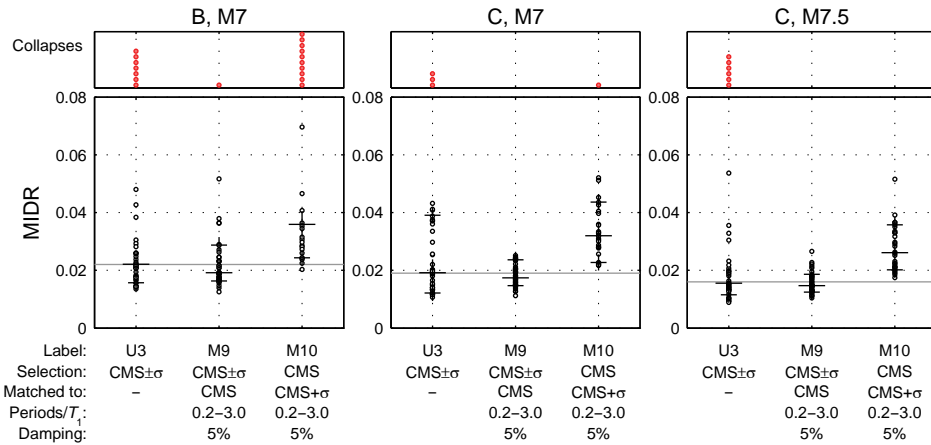 B, M7 C, M7 C, M7.5
Collapses
0.08 0.08 0.08
0.06 0.06 0.06
0.04 0.04 0.04
0.02 0.02 0.02
0 0 0
MIDR
Label: U3 M9 M10 U3 M9 M10 U3 M9 M10
Selection: CMS±σ CMS±σ CMS CMS±σ CMS±σ CMS CMS±σ CMS±σ CMS
Matched to: – CMS CMS+σ – CMS CMS+σ – CMS CMS+σ
Periods/T1: 0.2–3.0 0.2–3.0 0.2–3.0 0.2–3.0 0.2–3.0 0.2–3.0
Damping: 5% 5% 5% 5% 5% 5%